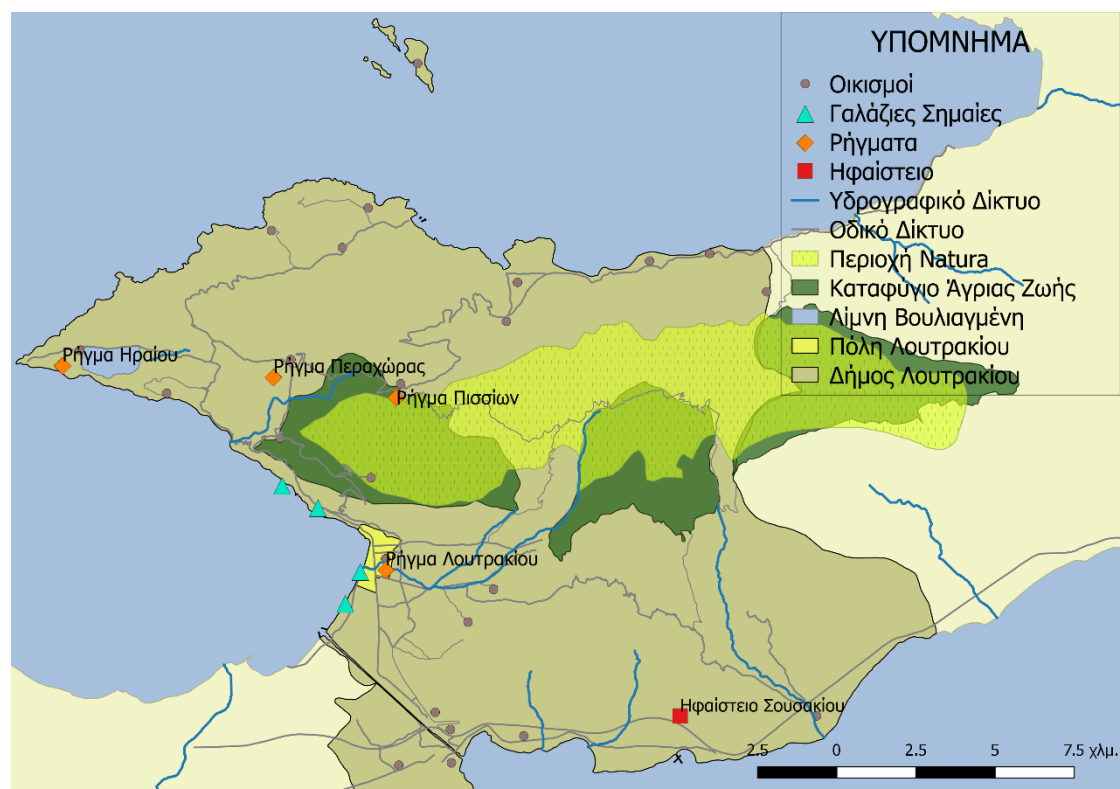 ΥΠΟΜΝΗΜΑ
Οικισμοί
Γαλάζιες Σημαίες
Ρήγματα
Ηφαίστειο
Υδρογραφικό Δίκτυο
Οδικό Δίκτυο
Περιοχή Natura
Καταφύγιο Άγριας Ζωής
Λίμνη Βουλιαγμένη
Πόλη Λουτρακίου
Δήμος Λουτρακίου
Ρήγμα Ηραίου
Ρήγμα Περαχώρας
Ρήγμα Πισσίων
Ρήγμα Λουτρακίου
Ηφαίστειο Σουσακίου
2.5 0 2.5 5 7.5 χλμ.